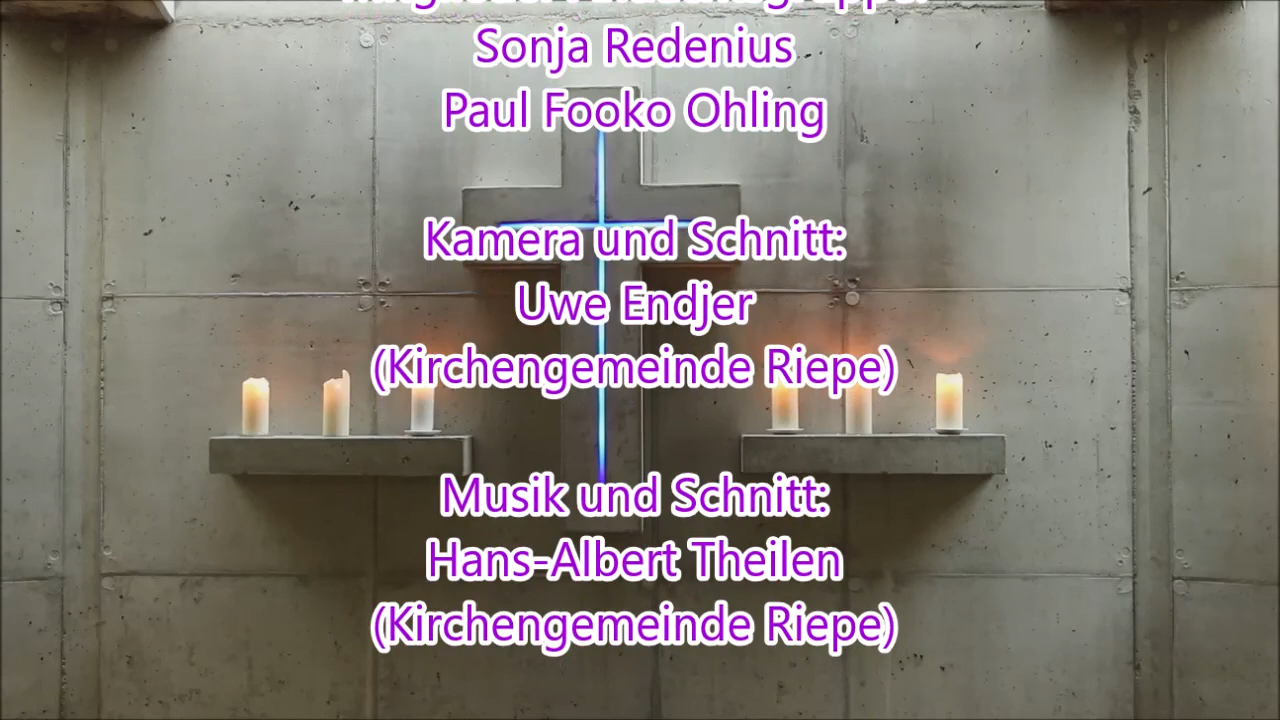 Sonja Redenius
Paul Fooko Ohling
Kamera und Schnitt:
Uwe Endjer
(Kirchengemeinde Riepe)
Musik und Schnitt:
Hans-Albert Theilen
(Kirchengemeinde Riepe)